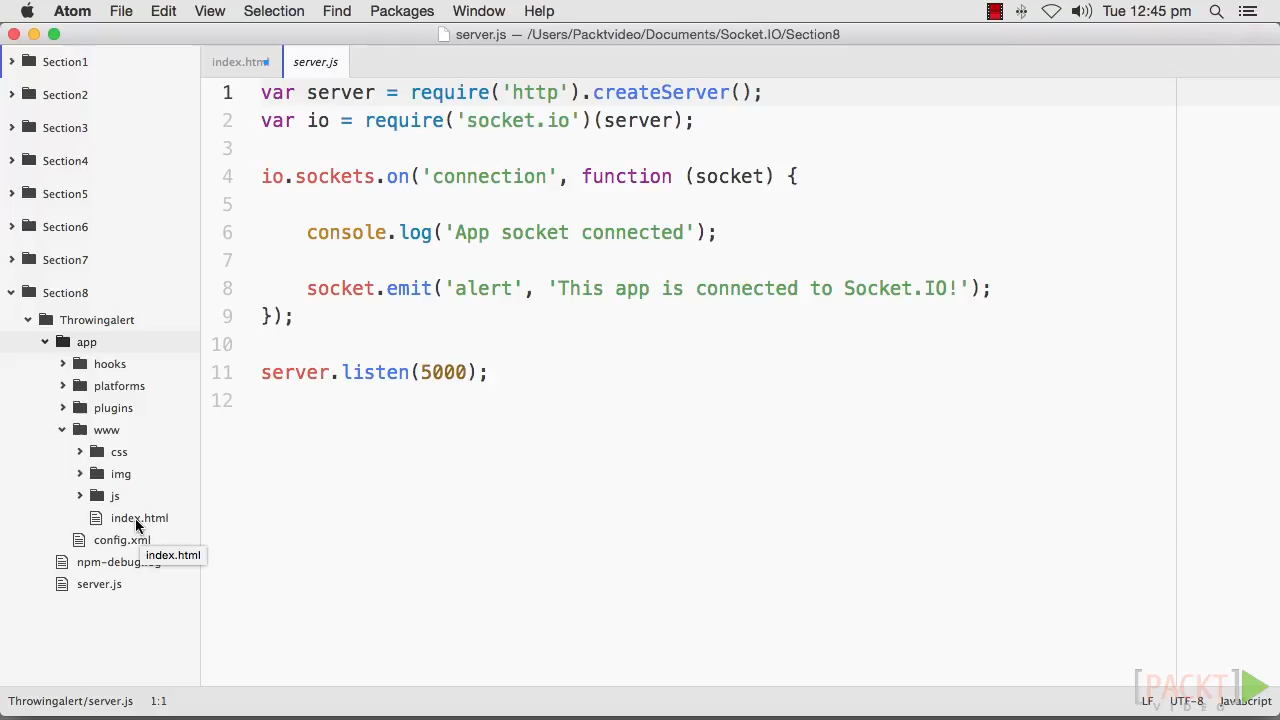 Atom File Edit View Selection Find Packages Window Help Tue 12:45 pm
server.js — /Users/Packtvideo/Documents/Socket.IO/Section8
index.html server.js
Section1
Section2
Section3
Section4
Section5
Section6
Section7
Section8
Throwingalert
app
hooks
platforms
plugins
www
css
img
js
index.html
config.xml
index.html
npm-debug.log
server.js
1 var server = require('http').createServer();
2 var io = require('socket.io')(server);
3
4 io.sockets.on('connection', function (socket) {
5
6 console.log('App socket connected');
7
8 socket.emit('alert', 'This app is connected to Socket.IO!');
9 });
10
11 server.listen(5000);
12
Throwingalert/server.js 1:1
LF UTF-8 JavaScript
[PACKT]
VIDEO